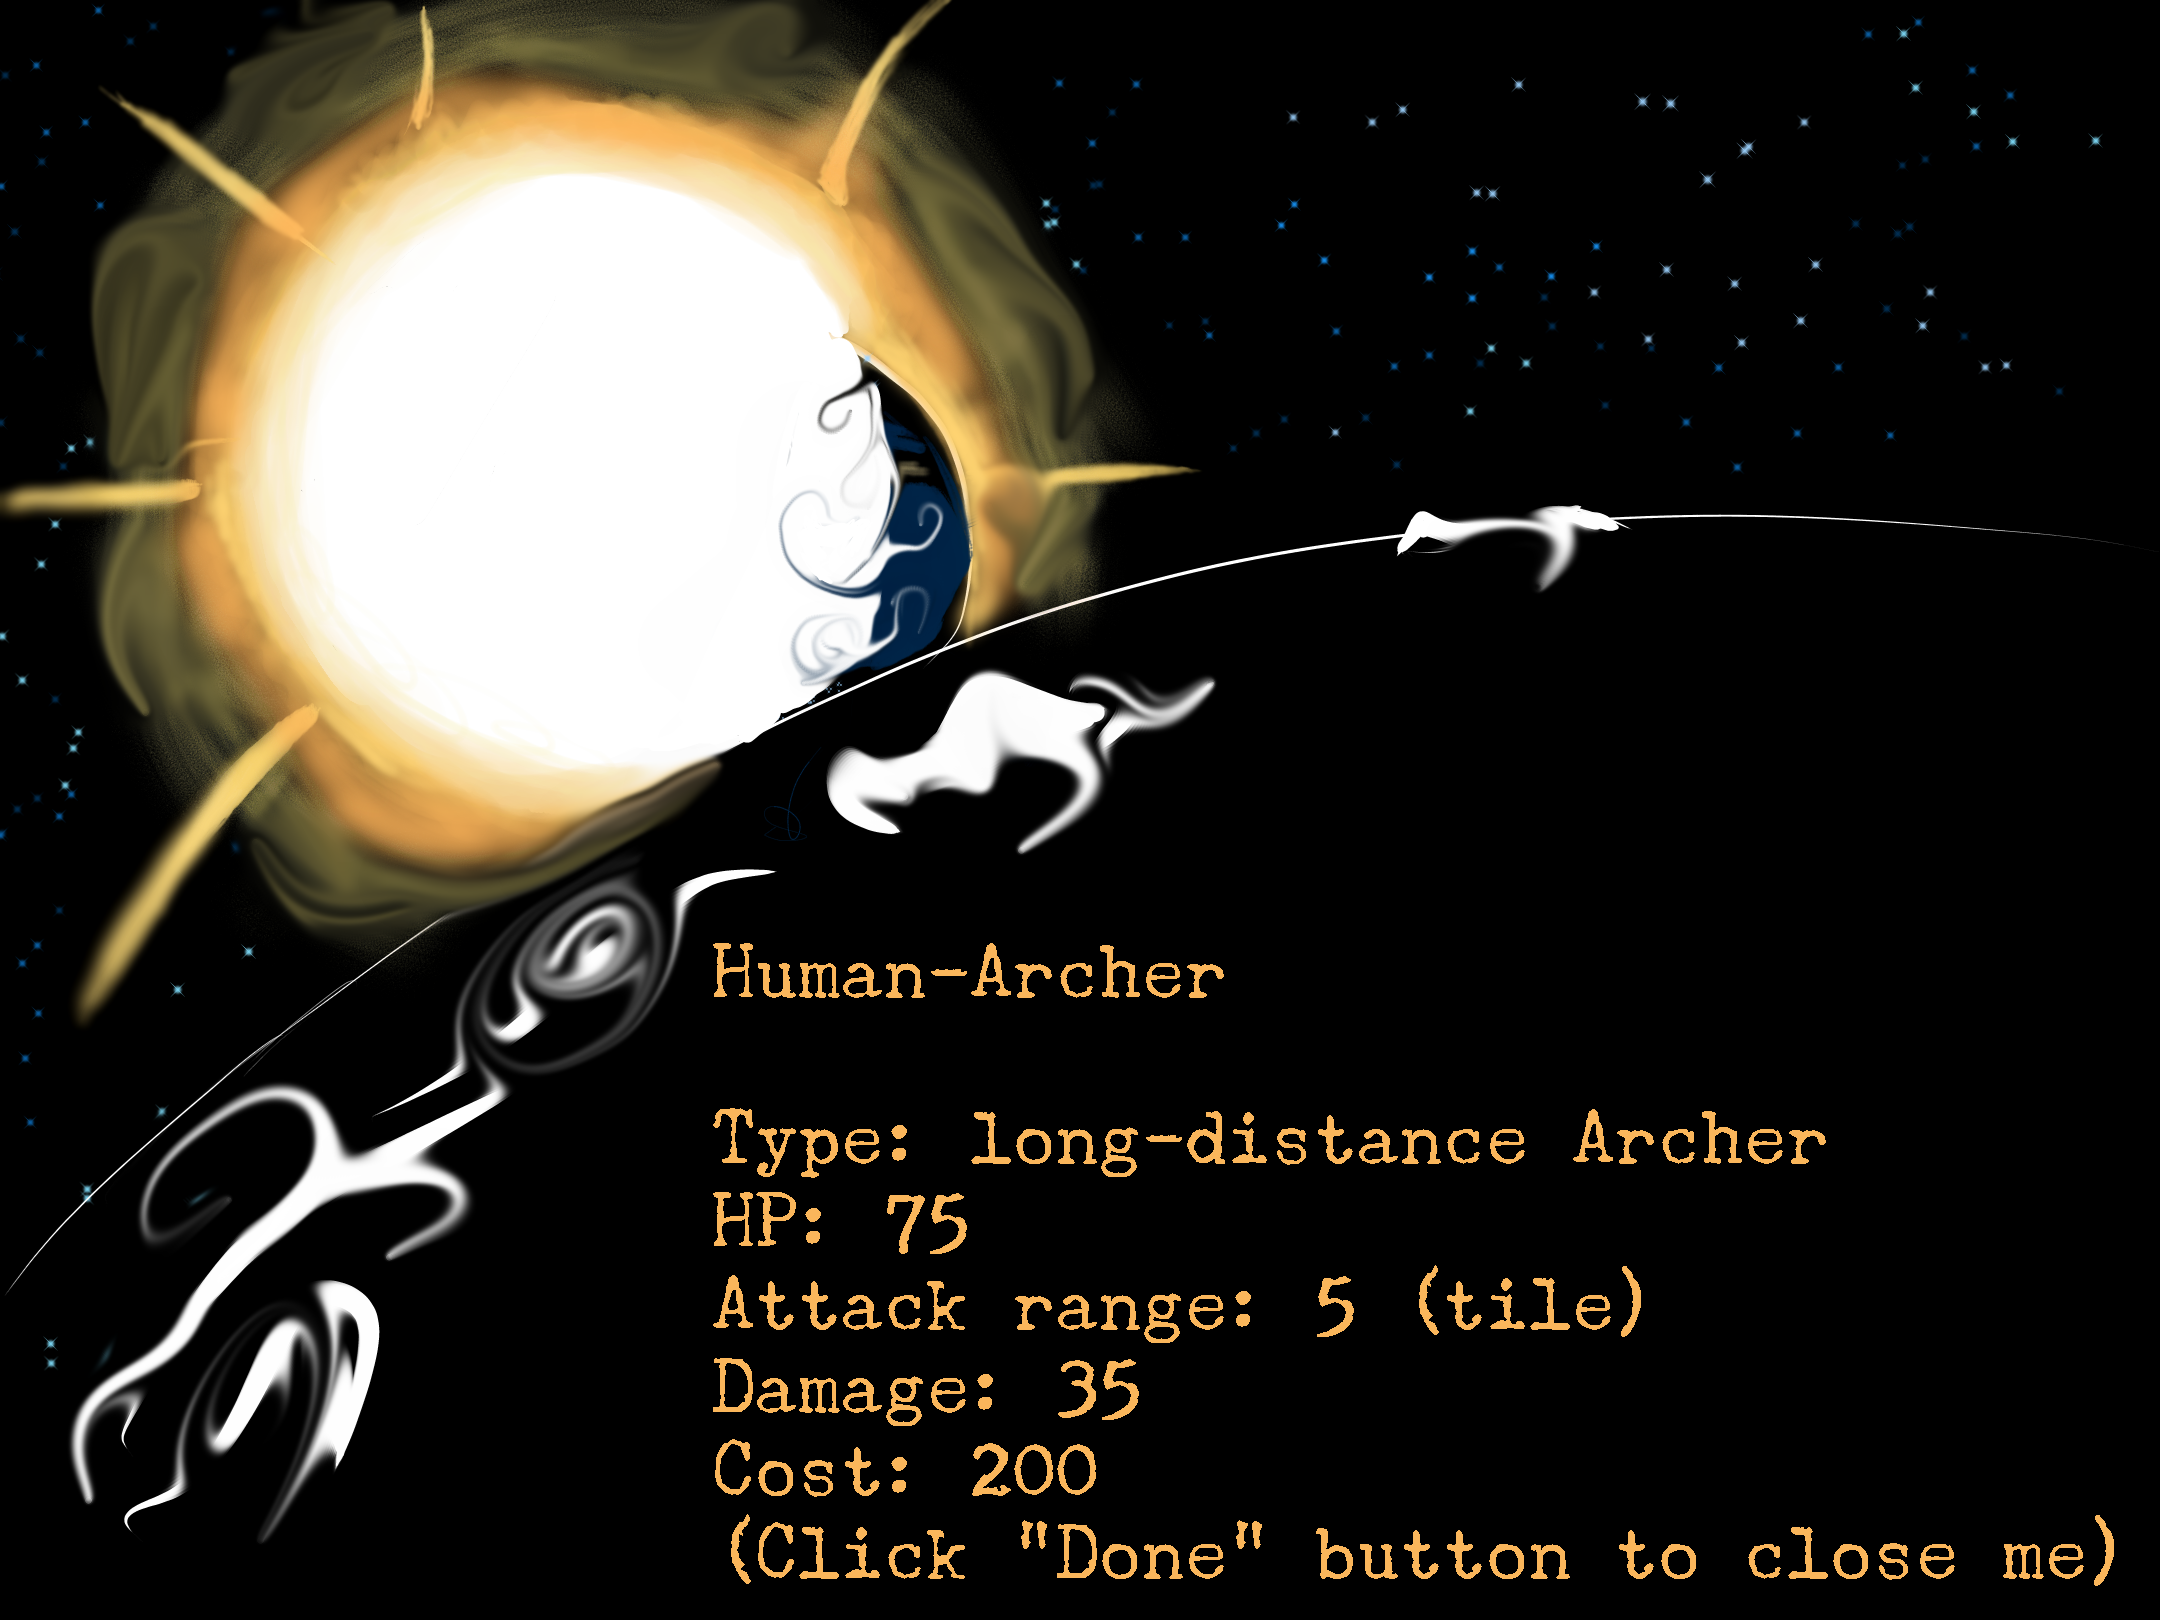 Human-Archer
Type: long-distance Archer
HP: 75
Attack range: 5 (tile)
Damage: 35
Cost: 200
(Click "Done" button to close me)